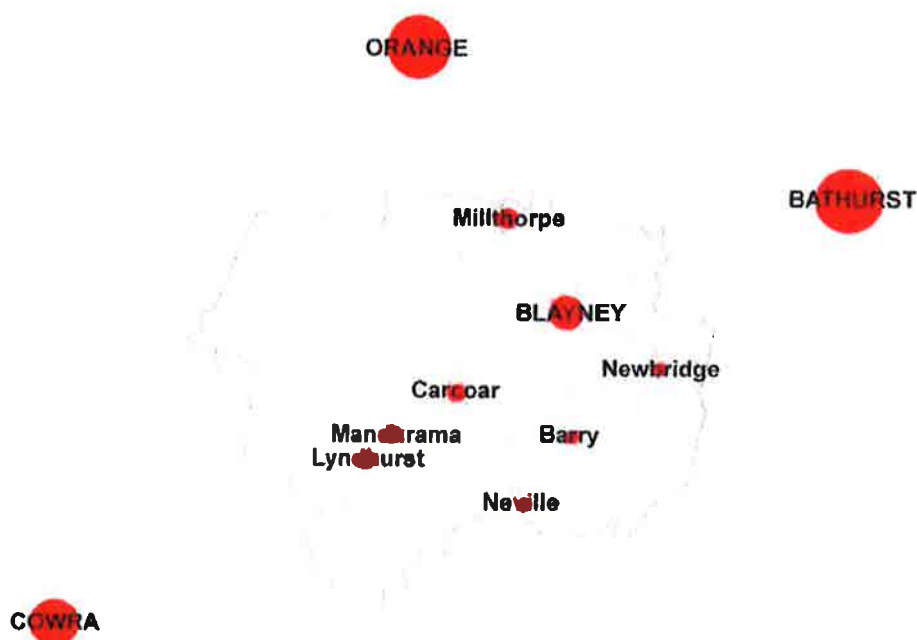 ORANGE
BATHURST
Millthorpe
BLAYNEY
Newbridge
Carcoar
Mandurama
Barry
Lyndhurst
Neville
COWRA